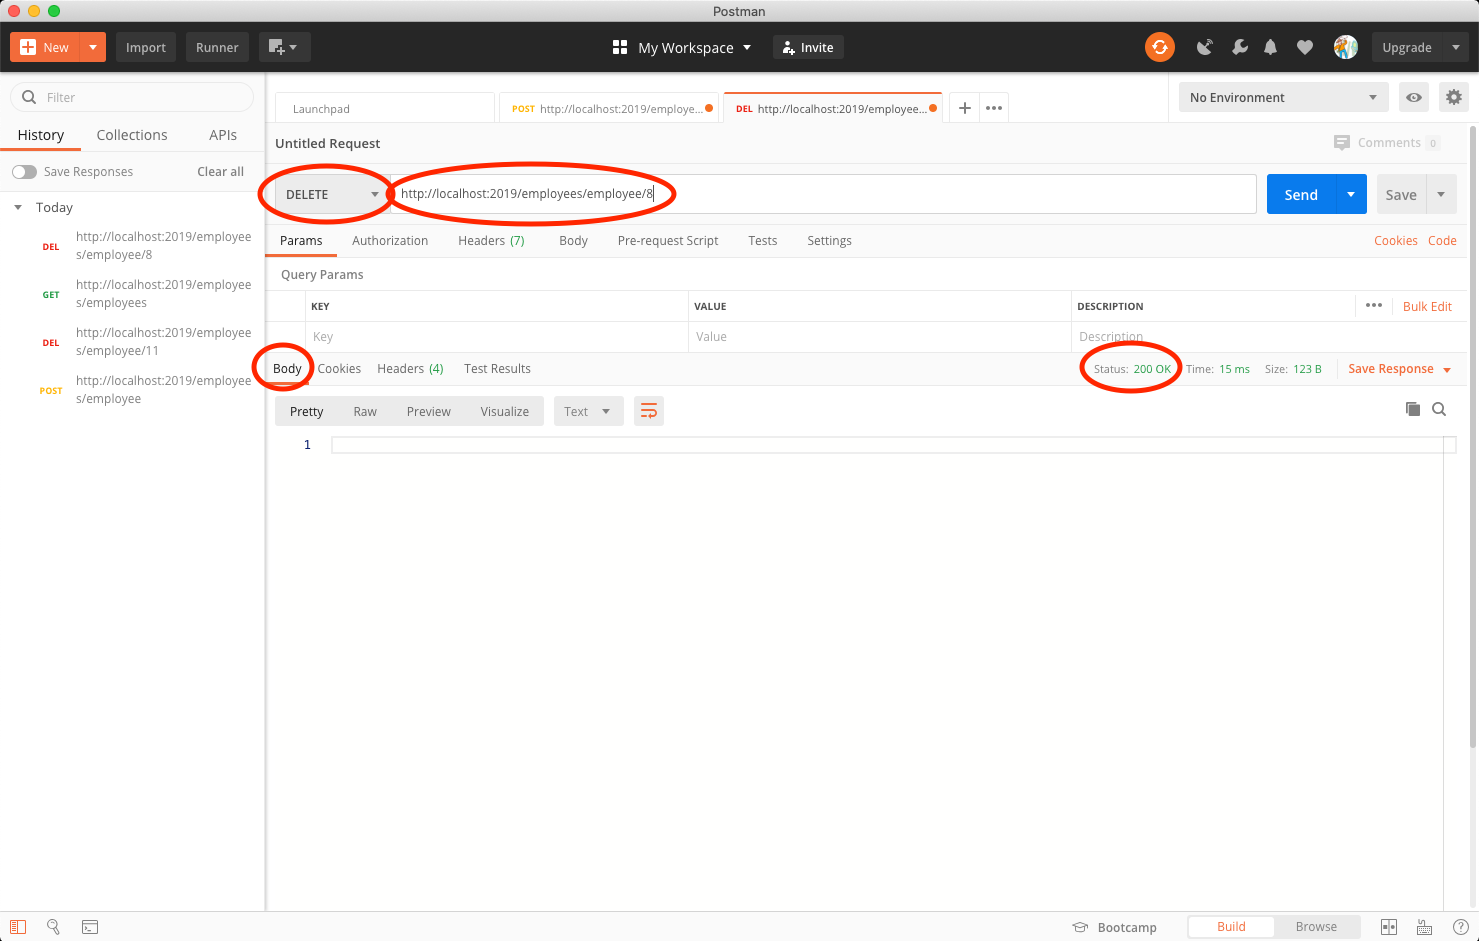 Postman
New
Import
Runner
My Workspace
Invite
Upgrade
Filter
History
Collections
APIs
Save Responses
Clear all
Today
DEL
http://localhost:2019/employee
s/employee/8
GET
http://localhost:2019/employee
s/employees
DEL
http://localhost:2019/employee
s/employee/11
POST
http://localhost:2019/employee
s/employee
Launchpad
POST http://localhost:2019/employe...
DEL http://localhost:2019/employee...
No Environment
Untitled Request
Comments 0
DELETE
http://localhost:2019/employees/employee/8
Send
Save
Params
Authorization
Headers (7)
Body
Pre-request Script
Tests
Settings
Cookies
Code
Query Params
KEY
VALUE
DESCRIPTION
Bulk Edit
Key
Value
Description
Body
Cookies
Headers (4)
Test Results
Status: 200 OK
Time: 15 ms
Size: 123 B
Save Response
Pretty
Raw
Preview
Visualize
Text
1
Bootcamp
Build
Browse